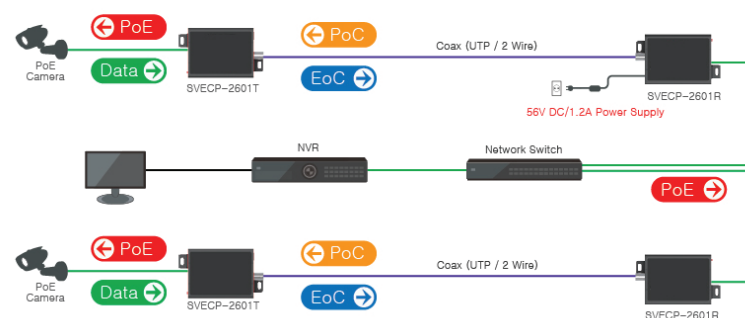 PoE
PoC
Coax (UTP / 2 Wire)
PoE
Camera
Data
EoC
SVECP-2601T
SVECP-2601R
56V DC/1.2A Power Supply
NVR
Network Switch
PoE
PoE
PoC
Coax (UTP / 2 Wire)
PoE
Camera
Data
EoC
SVECP-2601T
SVECP-2601R